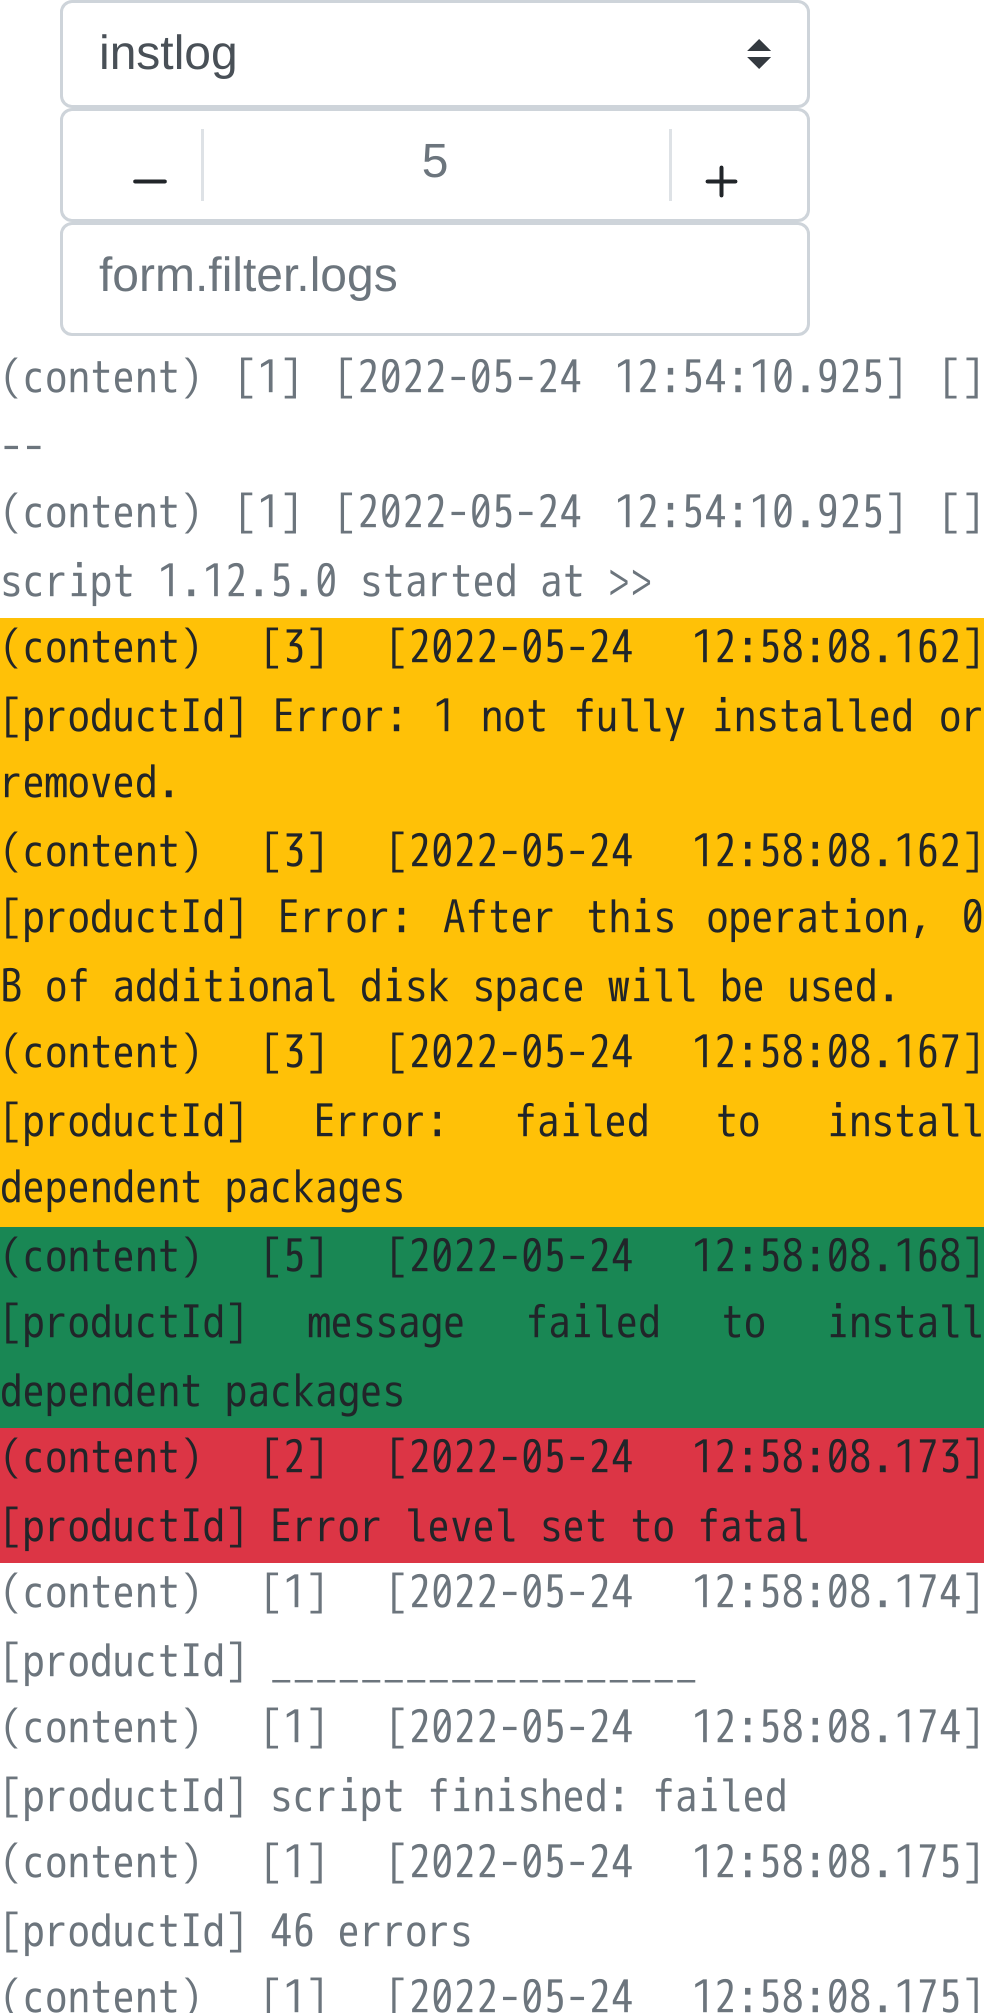 instlog
− 5 +
form.filter.logs
(content) [1] [2022-05-24 12:54:10.925] []
--
(content) [1] [2022-05-24 12:54:10.925] []
script 1.12.5.0 started at >>
(content) [3] [2022-05-24 12:58:08.162]
[productId] Error: 1 not fully installed or
removed.
(content) [3] [2022-05-24 12:58:08.162]
[productId] Error: After this operation, 0
B of additional disk space will be used.
(content) [3] [2022-05-24 12:58:08.167]
[productId] Error: failed to install
dependent packages
(content) [5] [2022-05-24 12:58:08.168]
[productId] message failed to install
dependent packages
(content) [2] [2022-05-24 12:58:08.173]
[productId] Error level set to fatal
(content) [1] [2022-05-24 12:58:08.174]
[productId] ___________________
(content) [1] [2022-05-24 12:58:08.174]
[productId] script finished: failed
(content) [1] [2022-05-24 12:58:08.175]
[productId] 46 errors
(content) [1] [2022-05-24 12:58:08.175]